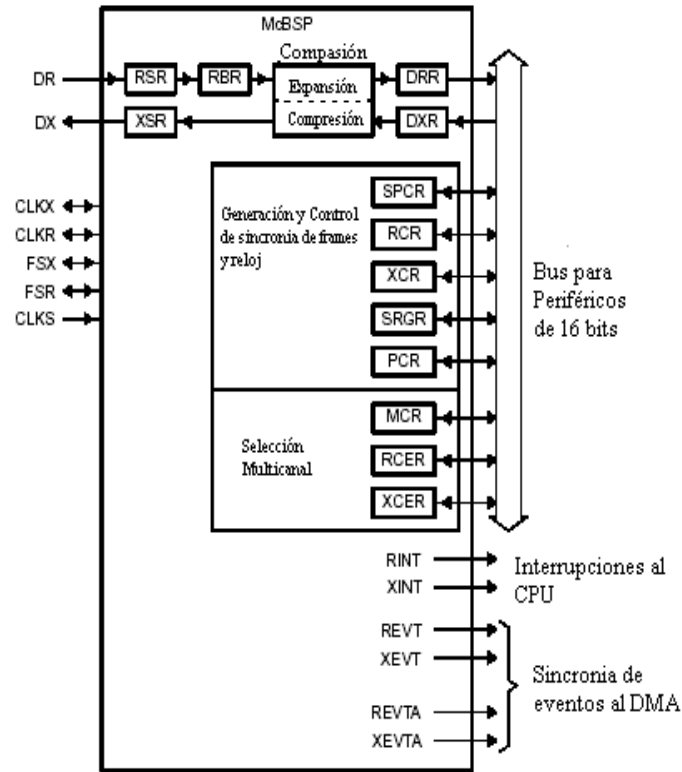 McBSP
Compasión
DR
RSR
RBR
Expansión
DRR
DX
XSR
Compresión
DXR
CLKX
CLKR
FSX
FSR
CLKS
Generación y Control
de sincronia de frames
y reloj
SPCR
RCR
XCR
SRGR
PCR
Selección
Multicanal
MCR
RCER
XCER
Bus para
Periféricos
de 16 bits
RINT
XINT
Interrupciones al
CPU
REVT
XEVT
REVTA
XEVTA
Sincronia de
eventos al DMA